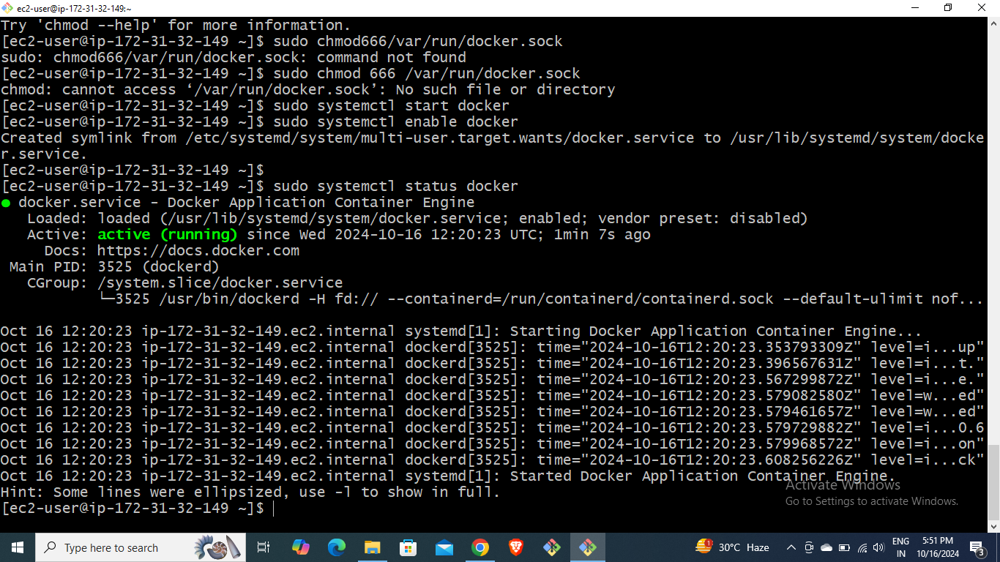 ec2-user@ip-172-31-32-149:~
Try 'chmod --help' for more information.
[ec2-user@ip-172-31-32-149 ~]$ sudo chmod666/var/run/docker.sock
sudo: chmod666/var/run/docker.sock: command not found
[ec2-user@ip-172-31-32-149 ~]$ sudo chmod 666 /var/run/docker.sock
chmod: cannot access ‘/var/run/docker.sock’: No such file or directory
[ec2-user@ip-172-31-32-149 ~]$ sudo systemctl start docker
[ec2-user@ip-172-31-32-149 ~]$ sudo systemctl enable docker
Created symlink from /etc/systemd/system/multi-user.target.wants/docker.service to /usr/lib/systemd/system/docke
r.service.
[ec2-user@ip-172-31-32-149 ~]$
[ec2-user@ip-172-31-32-149 ~]$ sudo systemctl status docker
● docker.service - Docker Application Container Engine
   Loaded: loaded (/usr/lib/systemd/system/docker.service; enabled; vendor preset: disabled)
   Active: active (running) since Wed 2024-10-16 12:20:23 UTC; 1min 7s ago
     Docs: https://docs.docker.com
 Main PID: 3525 (dockerd)
   CGroup: /system.slice/docker.service
           └─3525 /usr/bin/dockerd -H fd:// --containerd=/run/containerd/containerd.sock --default-ulimit nof...
Oct 16 12:20:23 ip-172-31-32-149.ec2.internal systemd[1]: Starting Docker Application Container Engine...
Oct 16 12:20:23 ip-172-31-32-149.ec2.internal dockerd[3525]: time="2024-10-16T12:20:23.353793309Z" level=i...up"
Oct 16 12:20:23 ip-172-31-32-149.ec2.internal dockerd[3525]: time="2024-10-16T12:20:23.396567631Z" level=i...t."
Oct 16 12:20:23 ip-172-31-32-149.ec2.internal dockerd[3525]: time="2024-10-16T12:20:23.567299872Z" level=i...e."
Oct 16 12:20:23 ip-172-31-32-149.ec2.internal dockerd[3525]: time="2024-10-16T12:20:23.579082580Z" level=w...ed"
Oct 16 12:20:23 ip-172-31-32-149.ec2.internal dockerd[3525]: time="2024-10-16T12:20:23.579461657Z" level=w...ed"
Oct 16 12:20:23 ip-172-31-32-149.ec2.internal dockerd[3525]: time="2024-10-16T12:20:23.579729882Z" level=i...0.6
Oct 16 12:20:23 ip-172-31-32-149.ec2.internal dockerd[3525]: time="2024-10-16T12:20:23.579968572Z" level=i...on"
Oct 16 12:20:23 ip-172-31-32-149.ec2.internal dockerd[3525]: time="2024-10-16T12:20:23.608256226Z" level=i...ck"
Oct 16 12:20:23 ip-172-31-32-149.ec2.internal systemd[1]: Started Docker Application Container Engine.
Hint: Some lines were ellipsized, use -l to show in full.
[ec2-user@ip-172-31-32-149 ~]$
Activate Windows
Go to Settings to activate Windows.
Type here to search
1
30°C Haze
ENG
IN
5:51 PM
10/16/2024
3